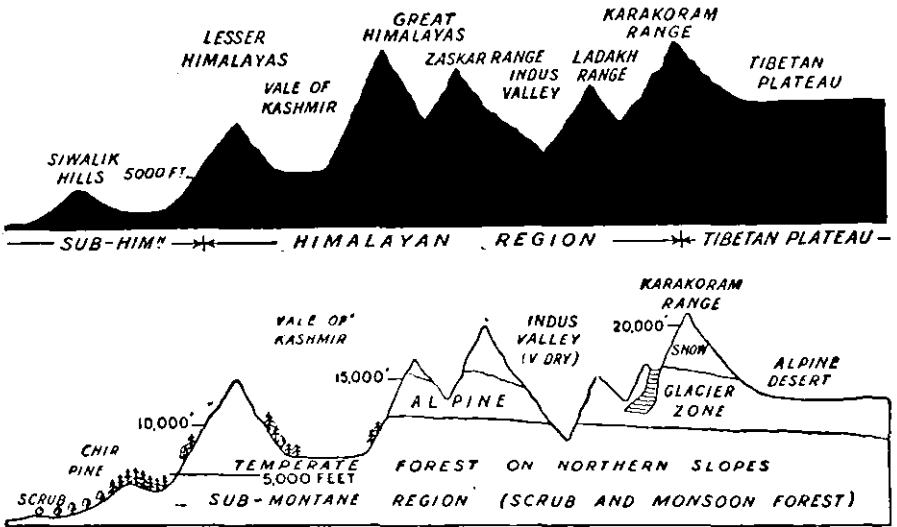 LESSER
HIMALAYAS
VALE OF
KASHMIR
GREAT
HIMALAYAS
ZASKAR RANGE
INDUS
VALLEY
LADAKH
RANGE
KARAKORAM
RANGE
TIBETAN
PLATEAU
SIWALIK
HILLS
5000 FT.
SUB-HIMN
HIMALAYAN REGION
TIBETAN PLATEAU
VALE OF
KASHMIR
INDUS
VALLEY
(V DRY)
KARAKORAM
RANGE
20,000'
SNOW
GLACIER
ZONE
ALPINE
DESERT
15,000'
ALPINE
10,000'
CHIR
PINE
SCRUB
TEMPERATE FOREST ON NORTHERN SLOPES
5,000 FEET
SUB-MONTANE REGION (SCRUB AND MONSOON FOREST)